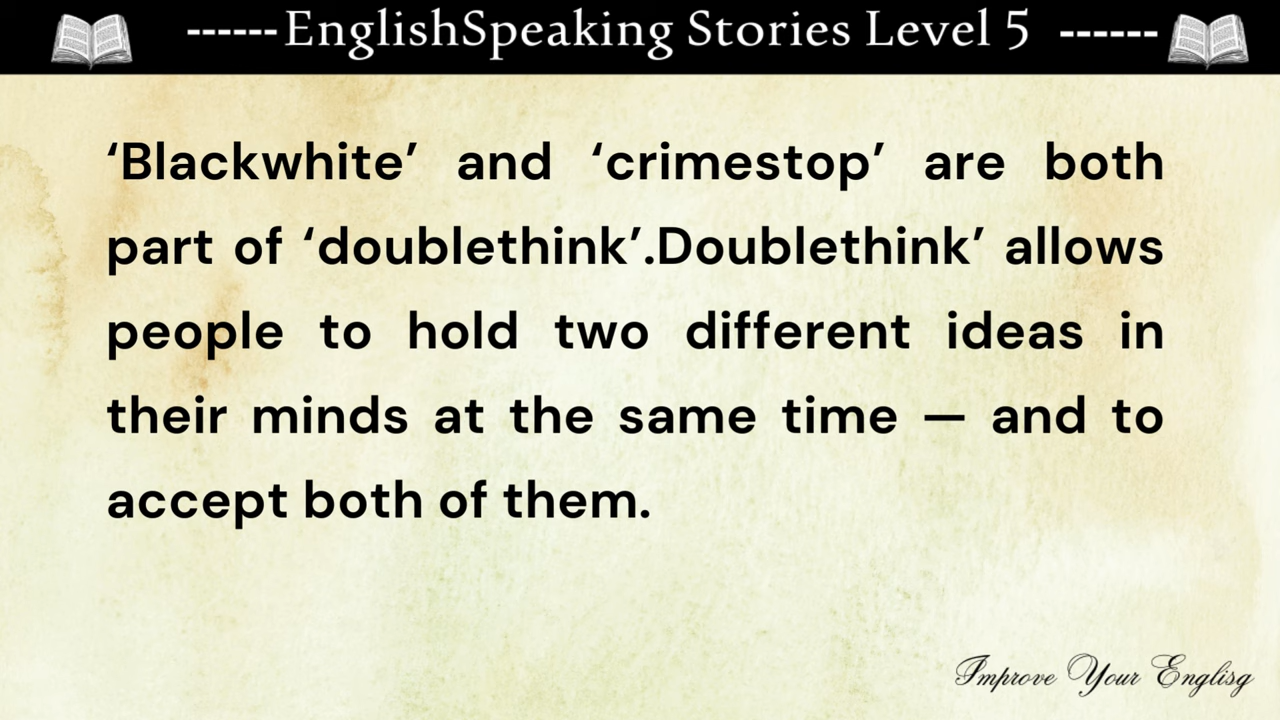 ------EnglishSpeaking Stories Level 5 ------
‘Blackwhite’ and ‘crimestop’ are both
part of ‘doublethink’.Doublethink’ allows
people to hold two different ideas in
their minds at the same time — and to
accept both of them.
Improve Your Englisg